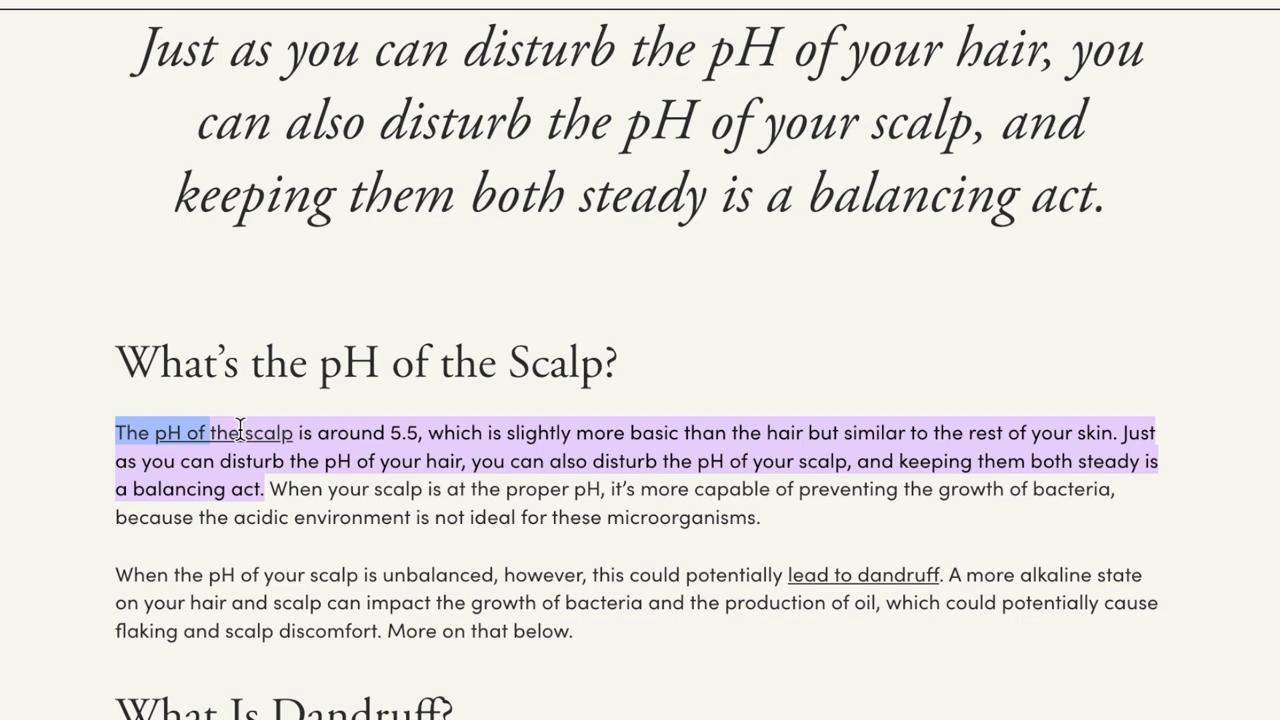 Just as you can disturb the pH of your hair, you
can also disturb the pH of your scalp, and
keeping them both steady is a balancing act.
What’s the pH of the Scalp?
The pH of the scalp is around 5.5, which is slightly more basic than the hair but similar to the rest of your skin. Just
as you can disturb the pH of your hair, you can also disturb the pH of your scalp, and keeping them both steady is
a balancing act. When your scalp is at the proper pH, it’s more capable of preventing the growth of bacteria,
because the acidic environment is not ideal for these microorganisms.
When the pH of your scalp is unbalanced, however, this could potentially lead to dandruff. A more alkaline state
on your hair and scalp can impact the growth of bacteria and the production of oil, which could potentially cause
flaking and scalp discomfort. More on that below.
What Is Dandruff?